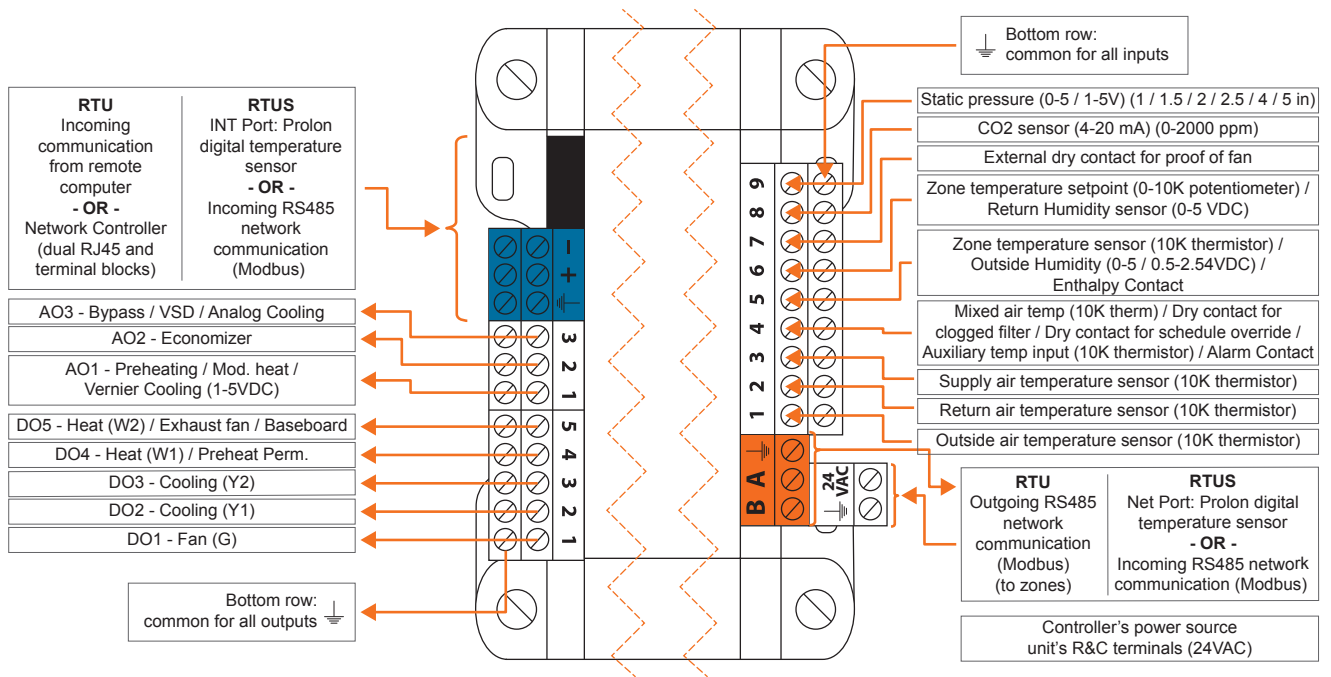 Bottom row:
common for all inputs
RTU
Incoming
communication
from remote
computer
- OR -
Network Controller
(dual RJ45 and
terminal blocks)
RTUS
INT Port: Prolon
digital temperature
sensor
- OR -
Incoming RS485
network
communication
(Modbus)
AO3 - Bypass / VSD / Analog Cooling
AO2 - Economizer
AO1 - Preheating / Mod. heat /
Vernier Cooling (1-5VDC)
DO5 - Heat (W2) / Exhaust fan / Baseboard
DO4 - Heat (W1) / Preheat Perm.
DO3 - Cooling (Y2)
DO2 - Cooling (Y1)
DO1 - Fan (G)
Bottom row:
common for all outputs
-
+
3
2
1
5
4
3
2
1
9
8
7
6
5
4
3
2
1
A
B
24
VAC
Static pressure (0-5 / 1-5V) (1 / 1.5 / 2 / 2.5 / 4 / 5 in)
CO2 sensor (4-20 mA) (0-2000 ppm)
External dry contact for proof of fan
Zone temperature setpoint (0-10K potentiometer) /
Return Humidity sensor (0-5 VDC)
Zone temperature sensor (10K thermistor) /
Outside Humidity (0-5 / 0.5-2.54VDC) /
Enthalpy Contact
Mixed air temp (10K therm) / Dry contact for
clogged filter / Dry contact for schedule override /
Auxiliary temp input (10K thermistor) / Alarm Contact
Supply air temperature sensor (10K thermistor)
Return air temperature sensor (10K thermistor)
Outside air temperature sensor (10K thermistor)
RTU
Outgoing RS485
network
communication
(Modbus)
(to zones)
RTUS
Net Port: Prolon digital
temperature sensor
- OR -
Incoming RS485 network
communication (Modbus)
Controller's power source
unit's R&C terminals (24VAC)